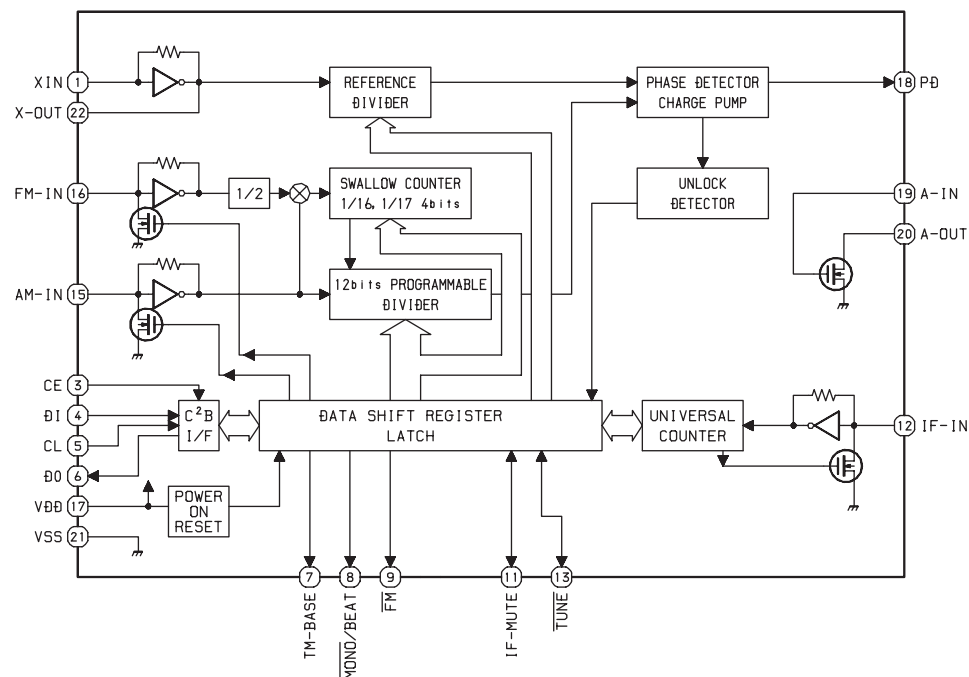 XIN 1
X-OUT 22
REFERENCE
DIVIDER
PHASE DETECTOR
CHARGE PUMP
18 PD
FM-IN 16
1/2
SWALLOW COUNTER
1/16, 1/17 4bits
UNLOCK
DETECTOR
19 A-IN
20 A-OUT
AM-IN 15
12bits PROGRAMMABLE
DIVIDER
CE 3
DI 4
CL 5
DO 6
VDD 17
VSS 21
C²B
I/F
DATA SHIFT REGISTER
LATCH
UNIVERSAL
COUNTER
12 IF-IN
POWER
ON
RESET
7
8
9
11
13
TM-BASE
MONO/BEAT
FM
IF-MUTE
TUNE